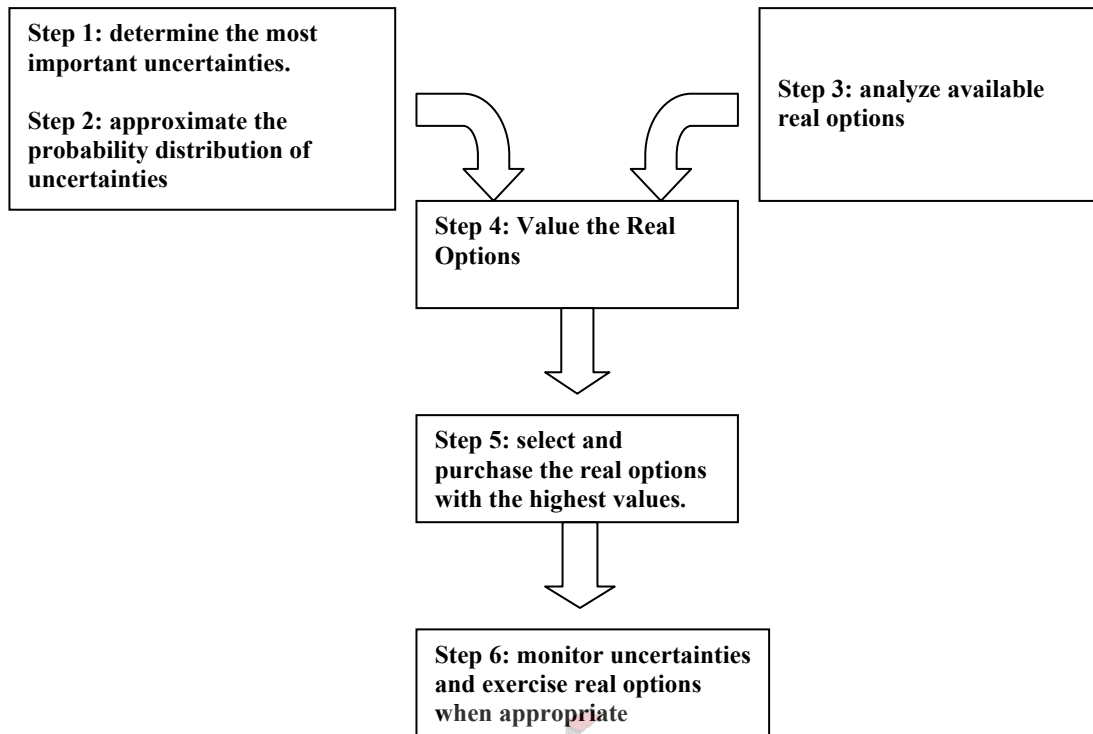 Step 1: determine the most
important uncertainties.
Step 2: approximate the
probability distribution of
uncertainties
Step 3: analyze available
real options
Step 4: Value the Real
Options
Step 5: select and
purchase the real options
with the highest values.
Step 6: monitor uncertainties
and exercise real options
when appropriate